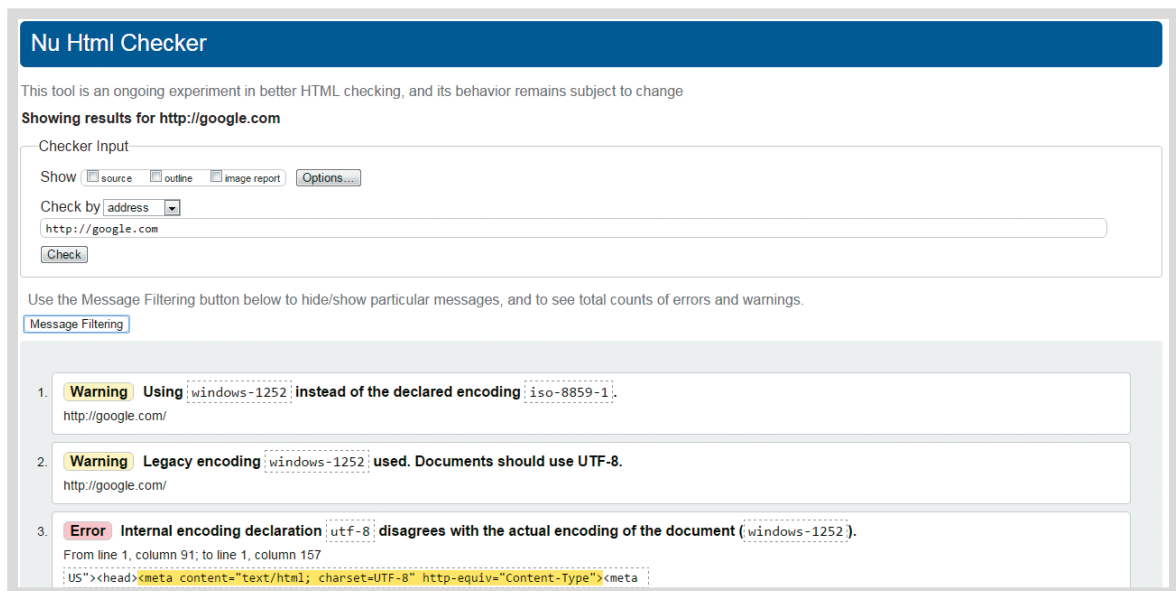 Nu Html Checker
This tool is an ongoing experiment in better HTML checking, and its behavior remains subject to change
Showing results for http://google.com
Checker Input
Show source outline image report Options...
Check by address
http://google.com
Check
Use the Message Filtering button below to hide/show particular messages, and to see total counts of errors and warnings.
Message Filtering
1. Warning Using windows-1252 instead of the declared encoding iso-8859-1.
http://google.com/
2. Warning Legacy encoding windows-1252 used. Documents should use UTF-8.
http://google.com/
3. Error Internal encoding declaration utf-8 disagrees with the actual encoding of the document (windows-1252).
From line 1, column 91; to line 1, column 157
US"><head><meta content="text/html; charset=UTF-8" http-equiv="Content-Type"><meta